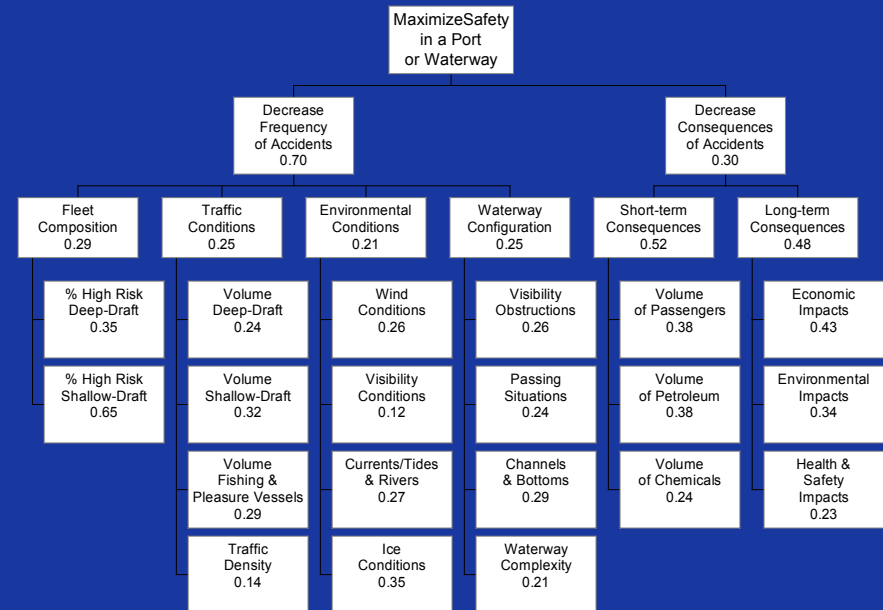 MaximizeSafety
in a Port
or Waterway
Decrease
Frequency
of Accidents
0.70
Decrease
Consequences
of Accidents
0.30
Fleet
Composition
0.29
Traffic
Conditions
0.25
Environmental
Conditions
0.21
Waterway
Configuration
0.25
Short-term
Consequences
0.52
Long-term
Consequences
0.48
% High Risk
Deep-Draft
0.35
Volume
Deep-Draft
0.24
Wind
Conditions
0.26
Visibility
Obstructions
0.26
Volume
of Passengers
0.38
Economic
Impacts
0.43
% High Risk
Shallow-Draft
0.65
Volume
Shallow-Draft
0.32
Visibility
Conditions
0.12
Passing
Situations
0.24
Volume
of Petroleum
0.38
Environmental
Impacts
0.34
Volume
Fishing &
Pleasure Vessels
0.29
Currents/Tides
& Rivers
0.27
Channels
& Bottoms
0.29
Volume
of Chemicals
0.24
Health &
Safety
Impacts
0.23
Traffic
Density
0.14
Ice
Conditions
0.35
Waterway
Complexity
0.21